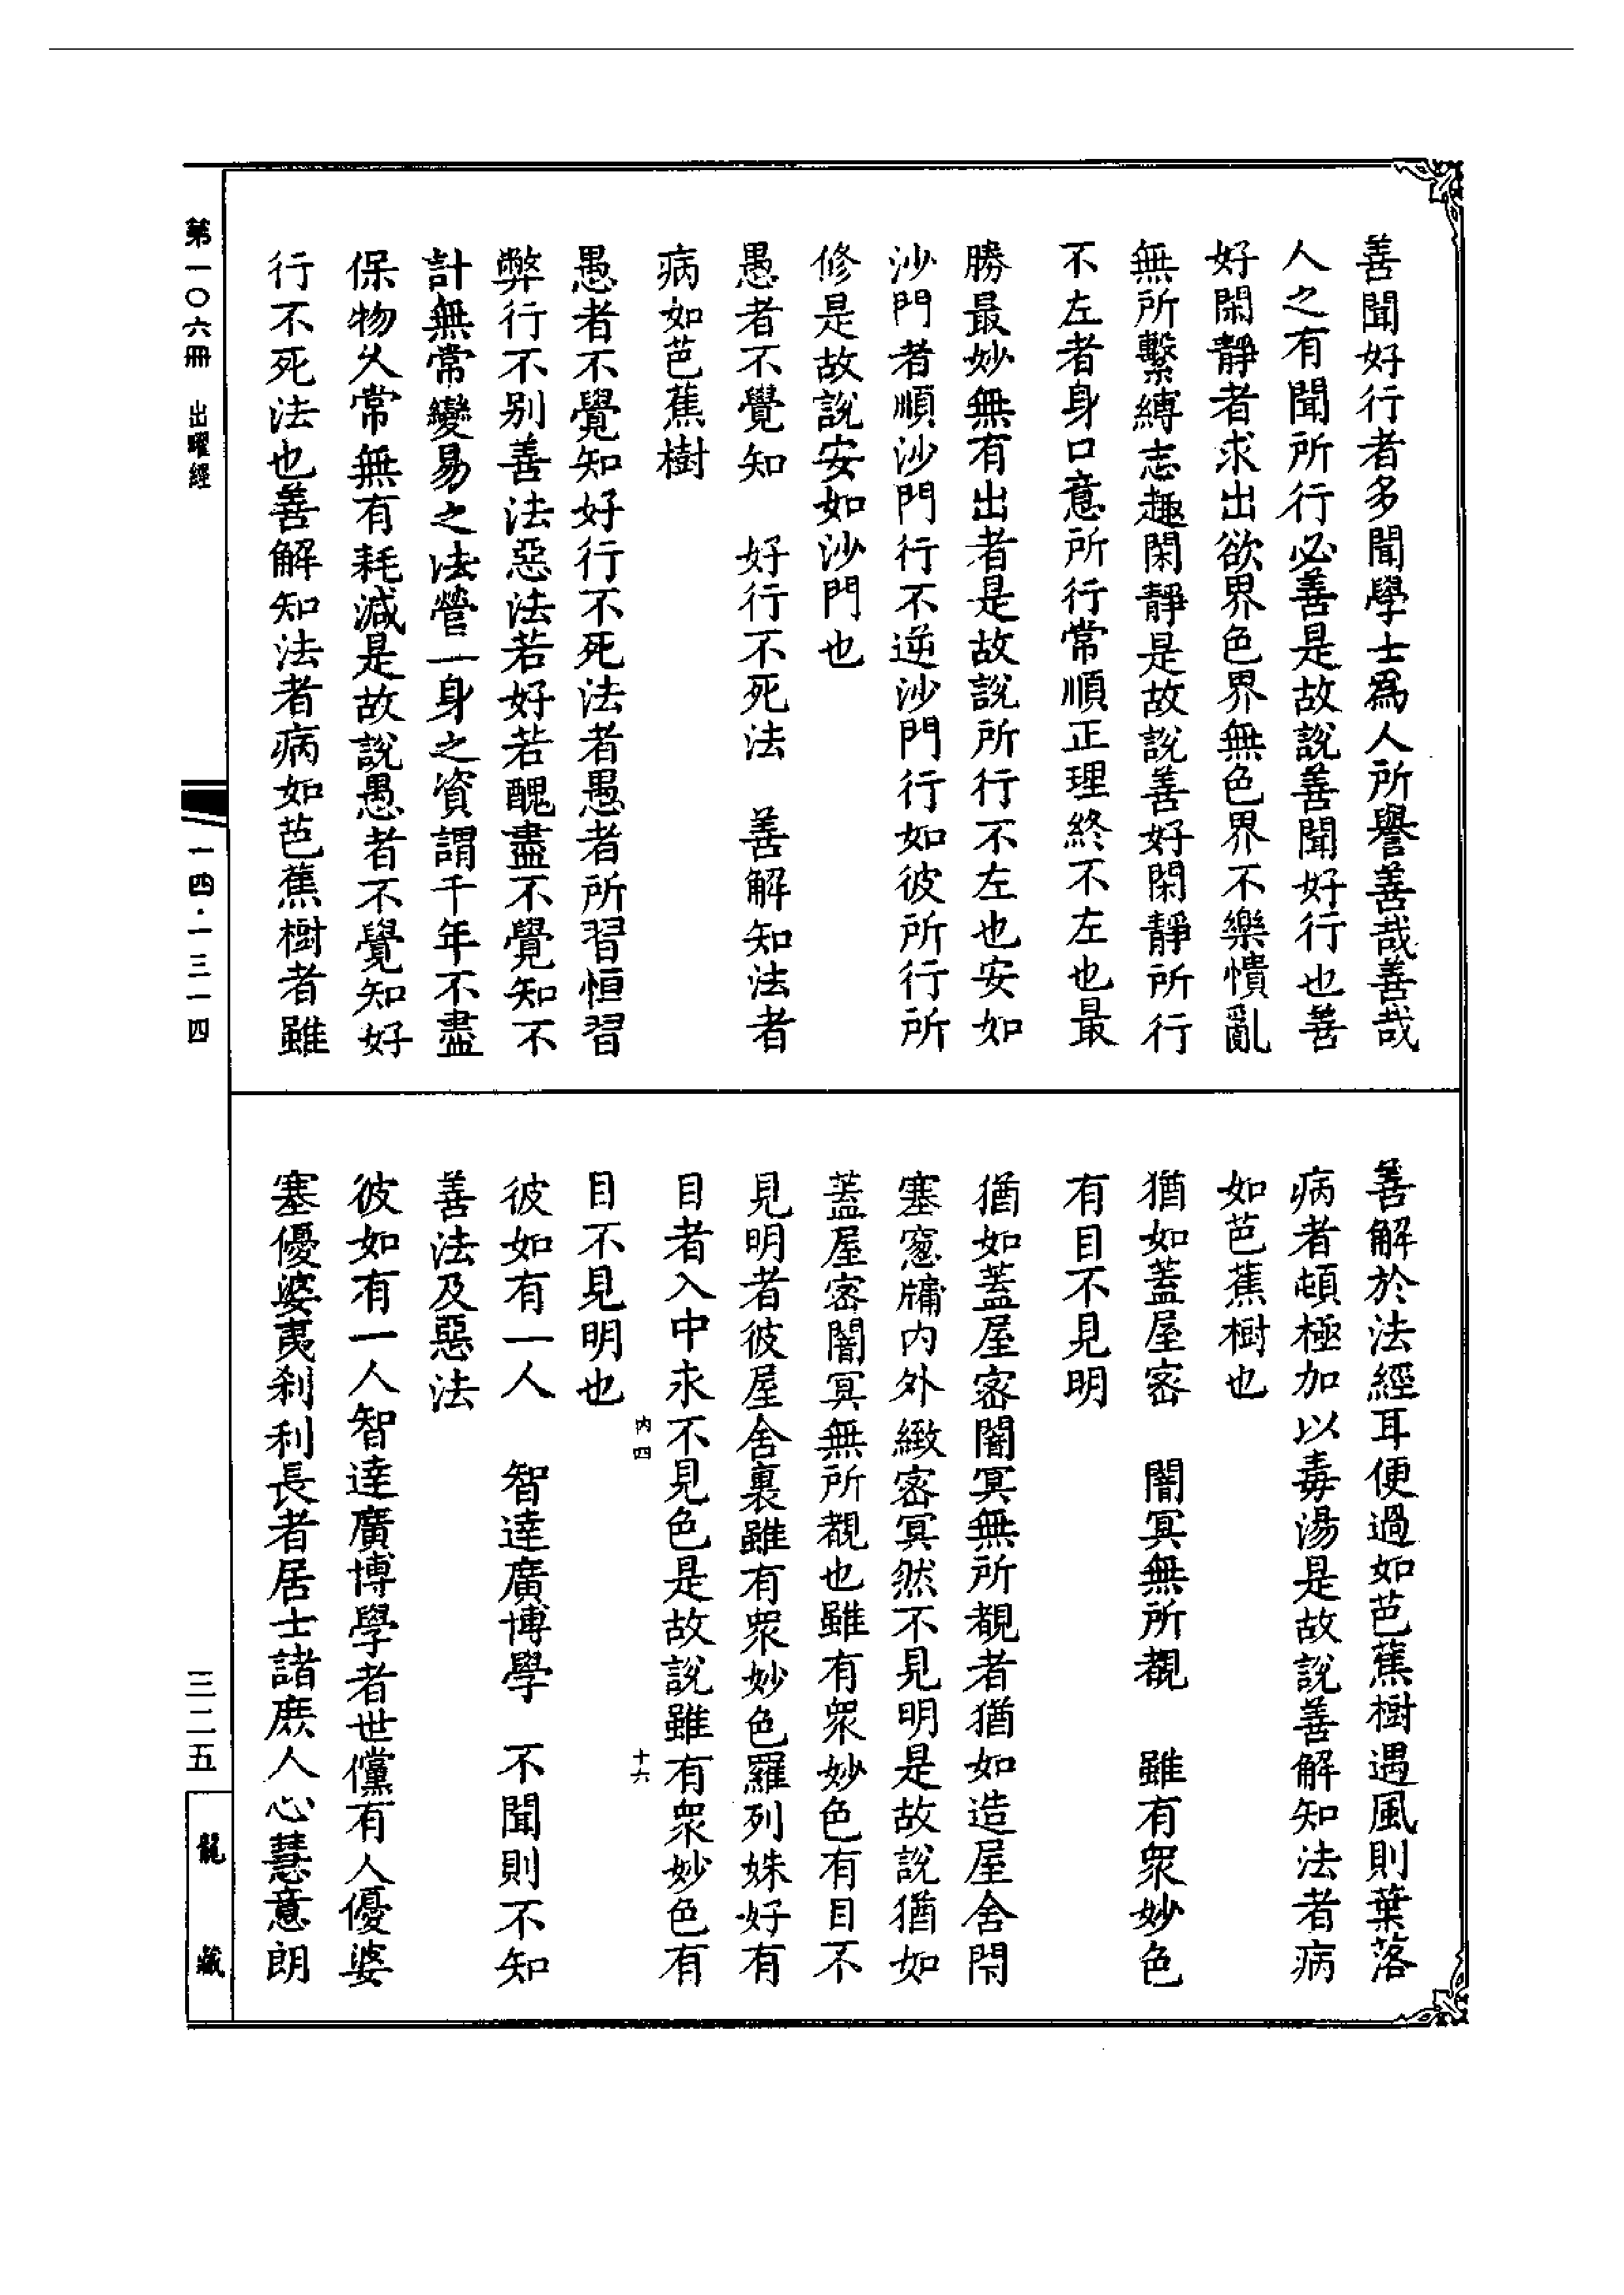 善聞好行者多聞學士為人所譽善哉善哉
人之有聞所行必善是故說善聞好行也善
好閑靜者求出欲界色界無色界不樂憒亂
無所繫縛志趣閑靜是故說善好閑靜所行
不左者身口意所行常順正理終不左也最
勝最妙無有出者是故說所行不左也安如
沙門者順沙門行不逆沙門行如彼所行所
修是故說安如沙門也
愚者不覺知　好行不死法　善解知法者
病如芭蕉樹
愚者不覺知好行不死法者愚者所習恒習
弊行不別善法惡法若好若醜盡不覺知不
計無常變易之法營一身之資謂千年不盡
保物久常無有耗減是故說愚者不覺知好
行不死法也善解知法者病如芭蕉樹者雖
善解於法經耳便過如芭蕉樹遇風則葉落
病者頓極加以毒湯是故說善解知法者病
如芭蕉樹也
猶如蓋屋密　闇冥無所覩　雖有眾妙色
有目不見明
猶如蓋屋密闇冥無所覩者猶如造屋舍閇
塞窓牖內外緻密冥然不見明是故說猶如
蓋屋密闇冥無所覩也雖有眾妙色有目不
見明者彼屋舍裏雖有眾妙色羅列姝好有
目者入中永不見色是故說雖有眾妙色有
內四　十六
目不見明也
彼如有一人　智達廣博學　不聞則不知
善法及惡法
彼如有一人智達廣博學者世儻有人優婆
塞優婆夷剎利長者居士諸庶人心慧意朗
第一〇六冊　出曜經
一四·一三一四
三二五
龍藏